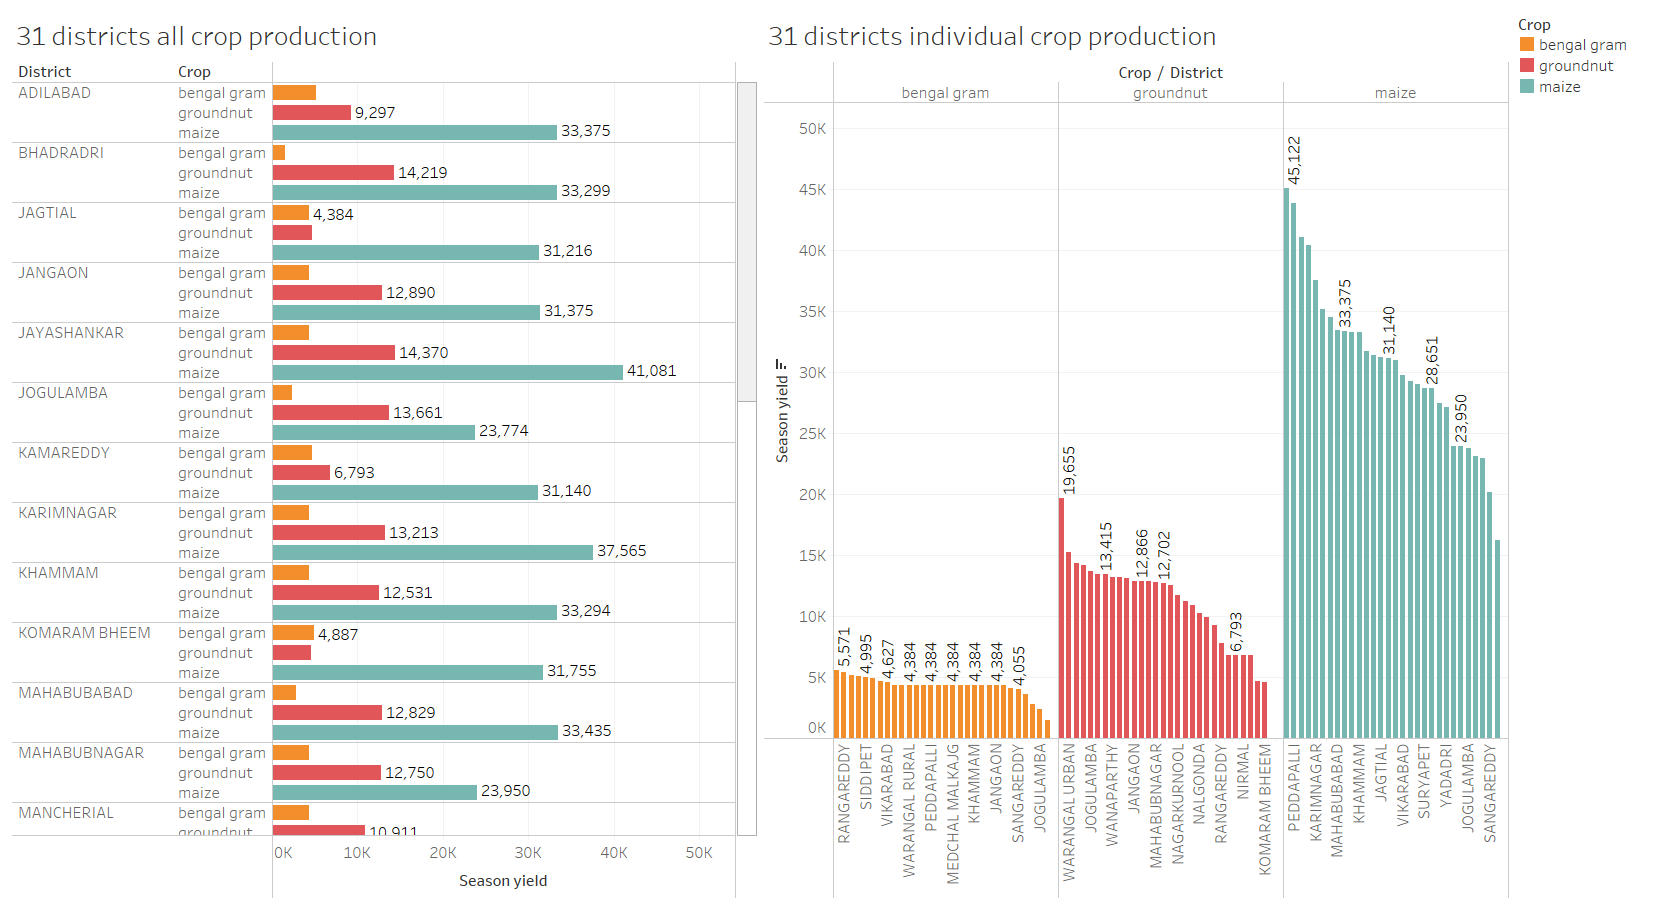 31 districts all crop production
District Crop
ADILABAD bengal gram
groundnut 9,297
maize 33,375
BHADRADRI bengal gram
groundnut 14,219
maize 33,299
JAGTIAL bengal gram 4,384
groundnut
maize 31,216
JANGAON bengal gram
groundnut 12,890
maize 31,375
JAYASHANKAR bengal gram
groundnut 14,370
maize 41,081
JOGULAMBA bengal gram
groundnut 13,661
maize 23,774
KAMAREDDY bengal gram
groundnut 6,793
maize 31,140
KARIMNAGAR bengal gram
groundnut 13,213
maize 37,565
KHAMMAM bengal gram
groundnut 12,531
maize 33,294
KOMARAM BHEEM bengal gram 4,887
groundnut
maize 31,755
MAHABUBABAD bengal gram
groundnut 12,829
maize 33,435
MAHABUBNAGAR bengal gram
groundnut 12,750
maize 23,950
MANCHERIAL bengal gram
groundnut 10,911
0K 10K 20K 30K 40K 50K
Season yield
31 districts individual crop production
Crop / District
bengal gram groundnut maize
50K
45K
40K
35K
30K
25K
20K
15K
10K
5K
0K
Season yield
5,571
4,995
4,627
4,384
4,384
4,384
4,384
4,384
4,055
19,655
13,415
12,866
12,702
6,793
45,122
33,375
31,140
28,651
23,950
RANGAREDDY
SIDDIPET
VIKARABAD
WARANGAL RURAL
PEDDAPALLI
MEDCHAL MALKAJG
KHAMMAM
JANGAON
SANGAREDDY
JOGULAMBA
WARANGAL URBAN
JOGULAMBA
WANAPARTHY
JANGAON
MAHABUBNAGAR
NAGARKURNOOL
NALGONDA
RANGAREDDY
NIRMAL
KOMARAM BHEEM
PEDDAPALLI
KARIMNAGAR
MAHABUBABAD
KHAMMAM
JAGTIAL
VIKARABAD
SURYAPET
YADADRI
JOGULAMBA
SANGAREDDY
Crop
bengal gram
groundnut
maize